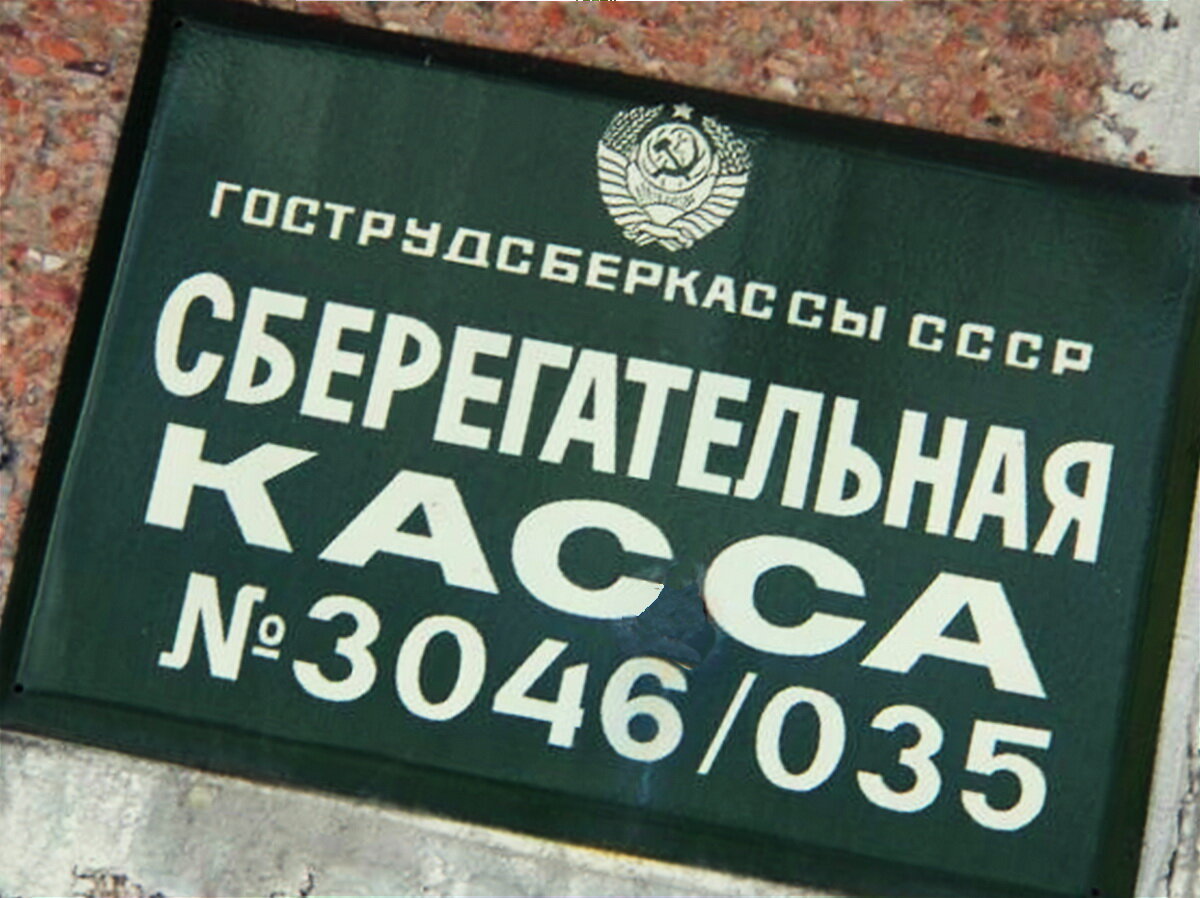 ГОСТРУДСБЕРКАССЫ СССР
СБЕРЕГАТЕЛЬНАЯ
КАССА
№3046/035